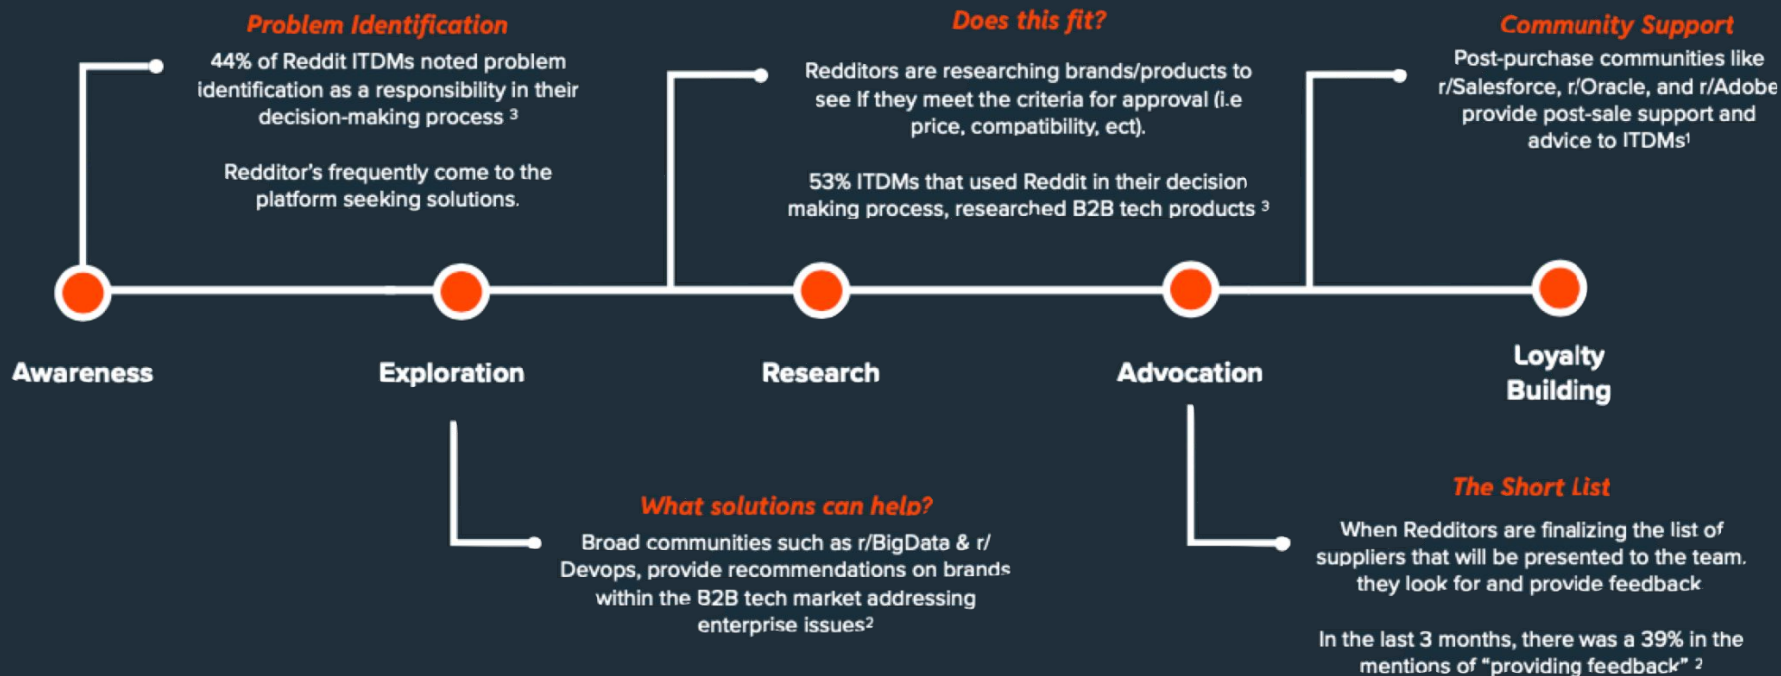 Problem Identification
44% of Reddit ITDMs noted problem
identification as a responsibility in their
decision-making process ³
Redditor's frequently come to the
platform seeking solutions.
Does this fit?
Redditors are researching brands/products to
see If they meet the criteria for approval (i.e
price, compatibility, ect).
53% ITDMs that used Reddit in their decision
making process, researched B2B tech products ³
Community Support
Post-purchase communities like
r/Salesforce, r/Oracle, and r/Adobe
provide post-sale support and
advice to ITDMs¹
Awareness
Exploration
Research
Advocation
Loyalty
Building
What solutions can help?
Broad communities such as r/BigData & r/
Devops, provide recommendations on brands
within the B2B tech market addressing
enterprise issues²
The Short List
When Redditors are finalizing the list of
suppliers that will be presented to the team.
they look for and provide feedback
In the last 3 months, there was a 39% in the
mentions of "providing feedback" ²